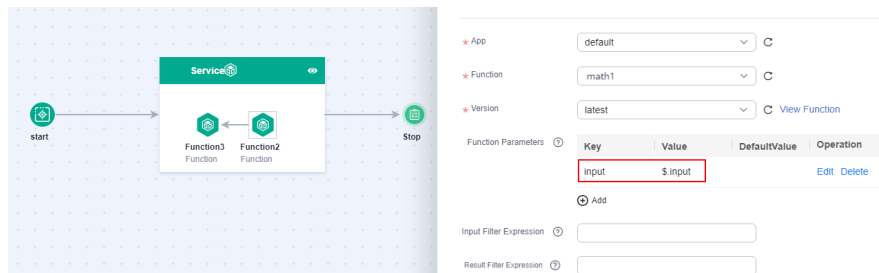 Service
start
Function3
Function
Function2
Function
Stop
* App
default
* Function
math1
* Version
latest
View Function
Function Parameters
Key Value DefaultValue Operation
input $.input Edit Delete
Add
Input Filter Expression
Result Filter Expression